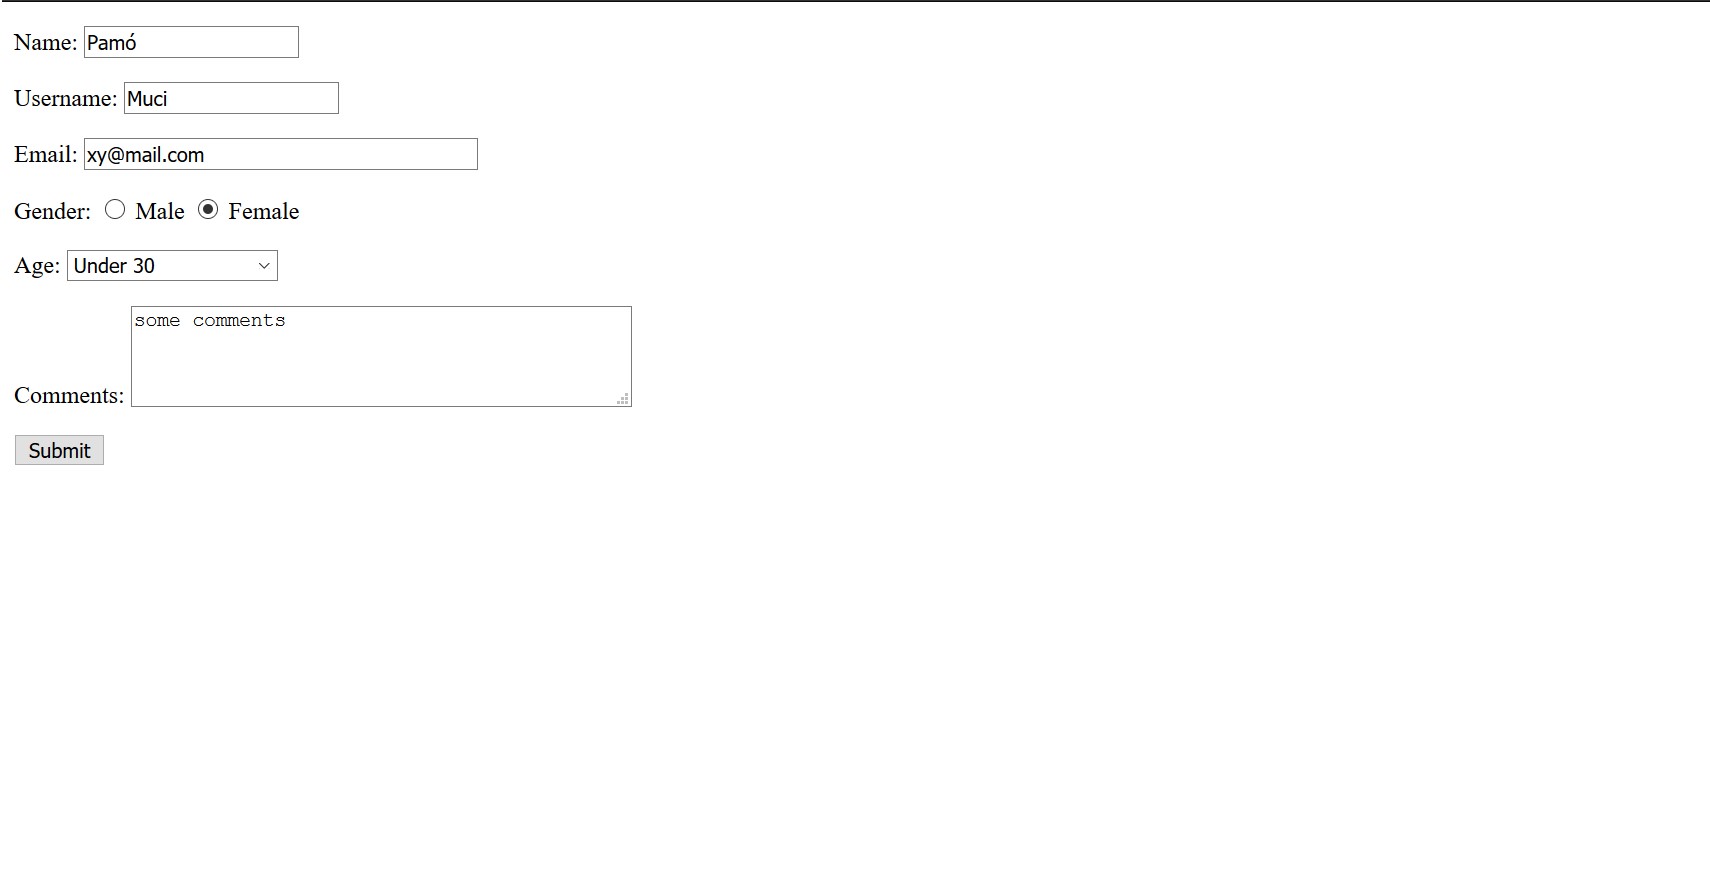 Name: Pamó
Username: Muci
Email: xy@mail.com
Gender: Male Female
Age: Under 30
some comments
Comments:
Submit